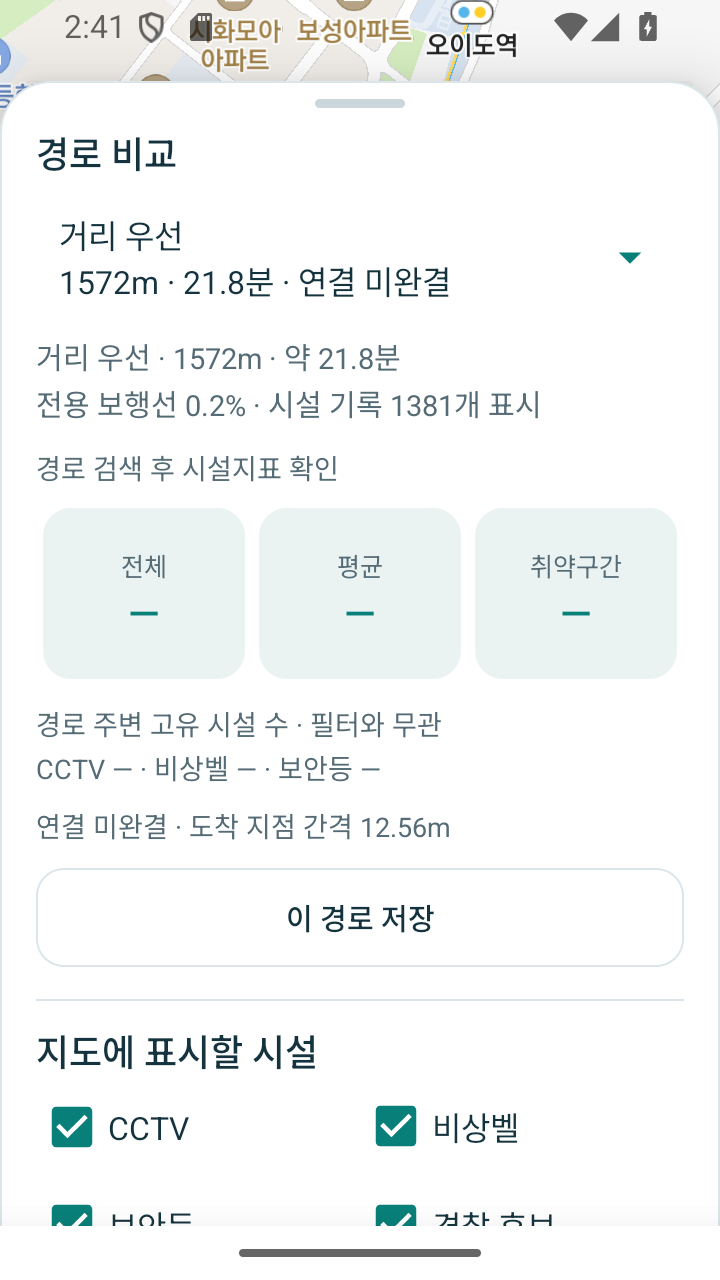 2:41
시화모아
아파트
보성아파트
오이도역
경로 비교
거리 우선
1572m · 21.8분 · 연결 미완결
거리 우선 · 1572m · 약 21.8분
전용 보행선 0.2% · 시설 기록 1381개 표시
경로 검색 후 시설지표 확인
전체
—
평균
—
취약구간
—
경로 주변 고유 시설 수 · 필터와 무관
CCTV — · 비상벨 — · 보안등 —
연결 미완결 · 도착 지점 간격 12.56m
이 경로 저장
지도에 표시할 시설
CCTV
비상벨
보안등